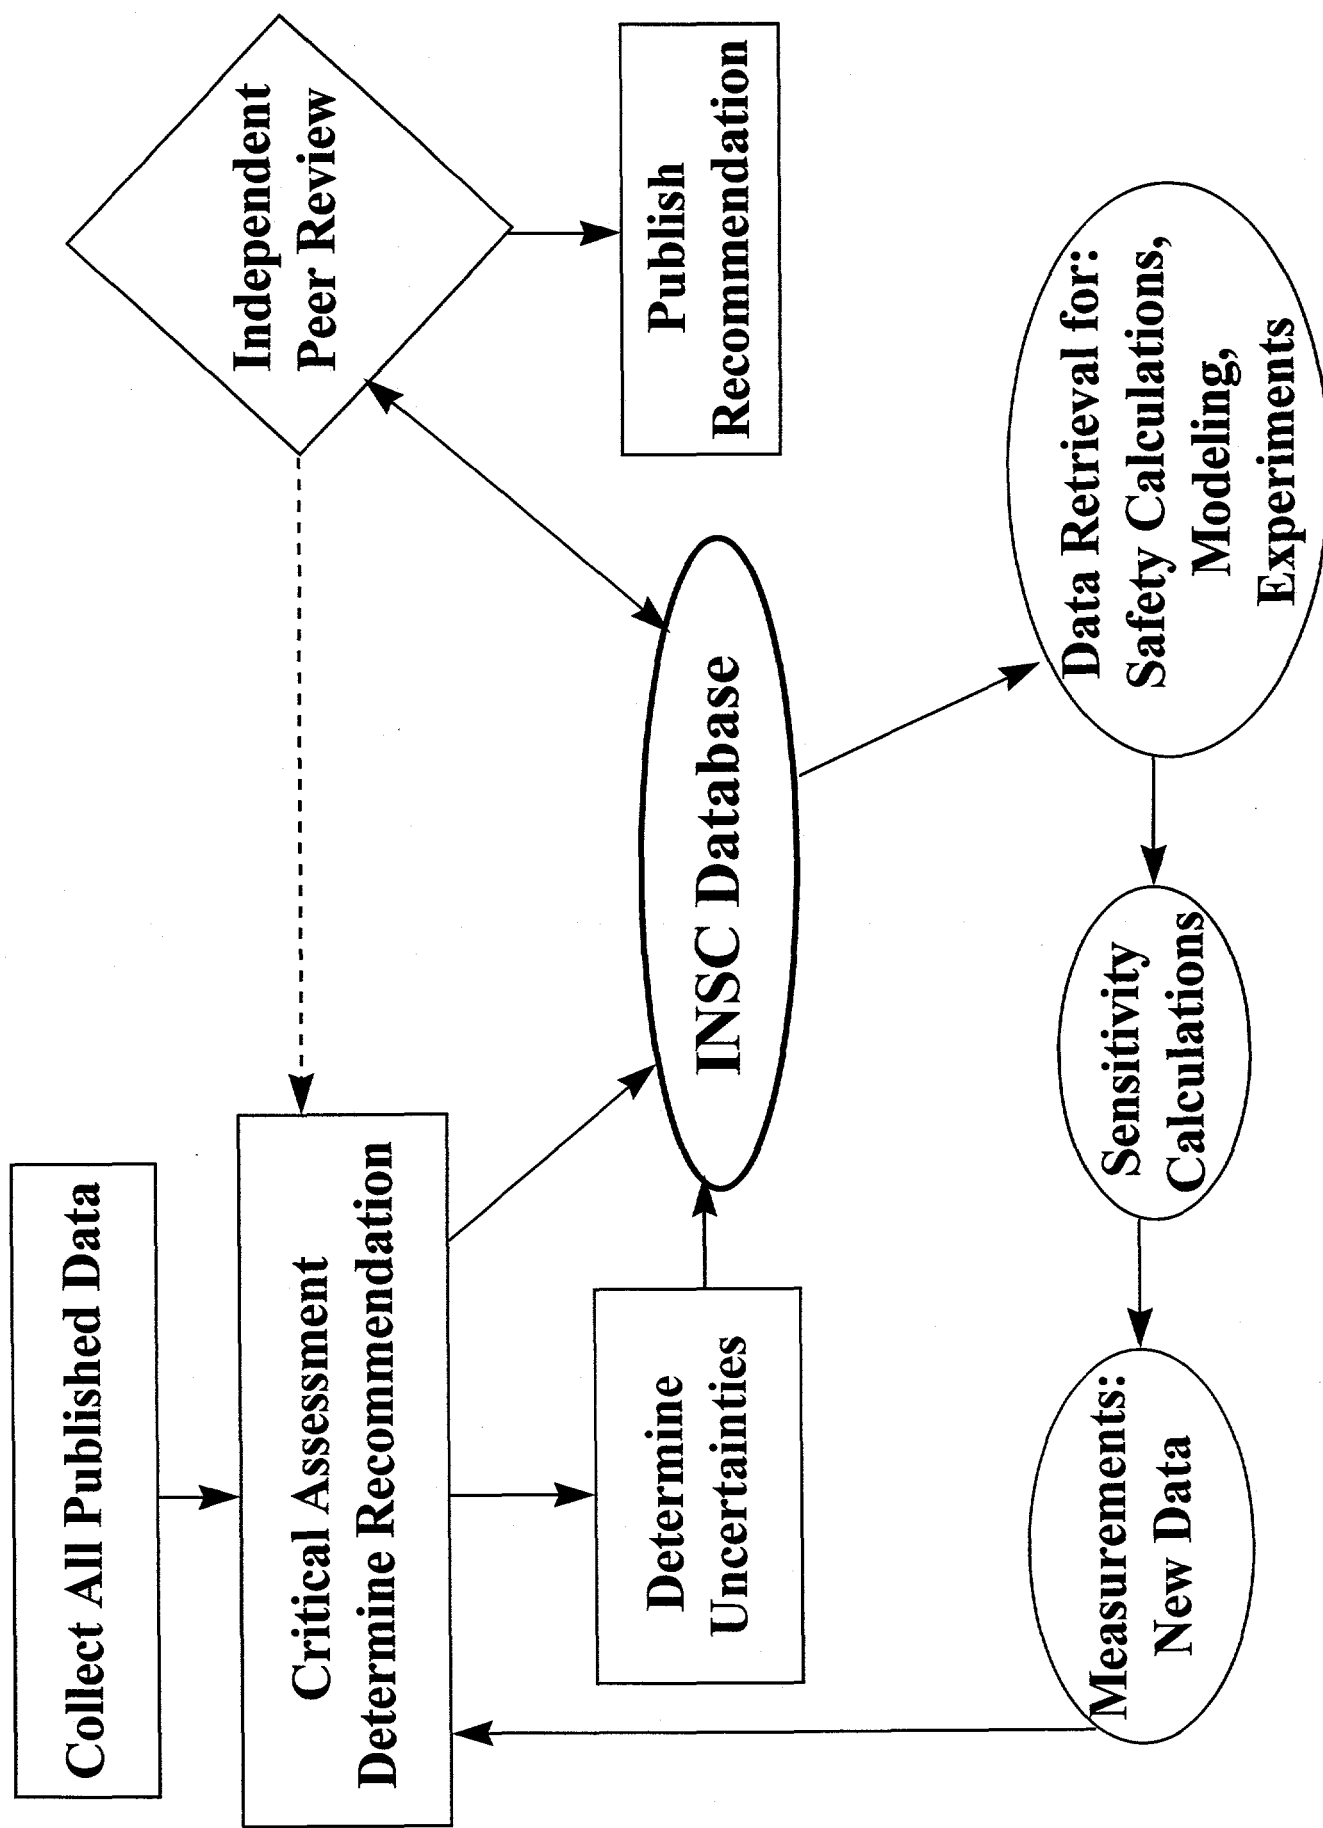 Collect All Published Data
Critical Assessment
Determine Recommendation
Independent
Peer Review
Determine
Uncertainties
INSC Database
Publish
Recommendation
Measurements:
New Data
Sensitivity
Calculations
Data Retrieval for:
Safety Calculations,
Modeling,
Experiments